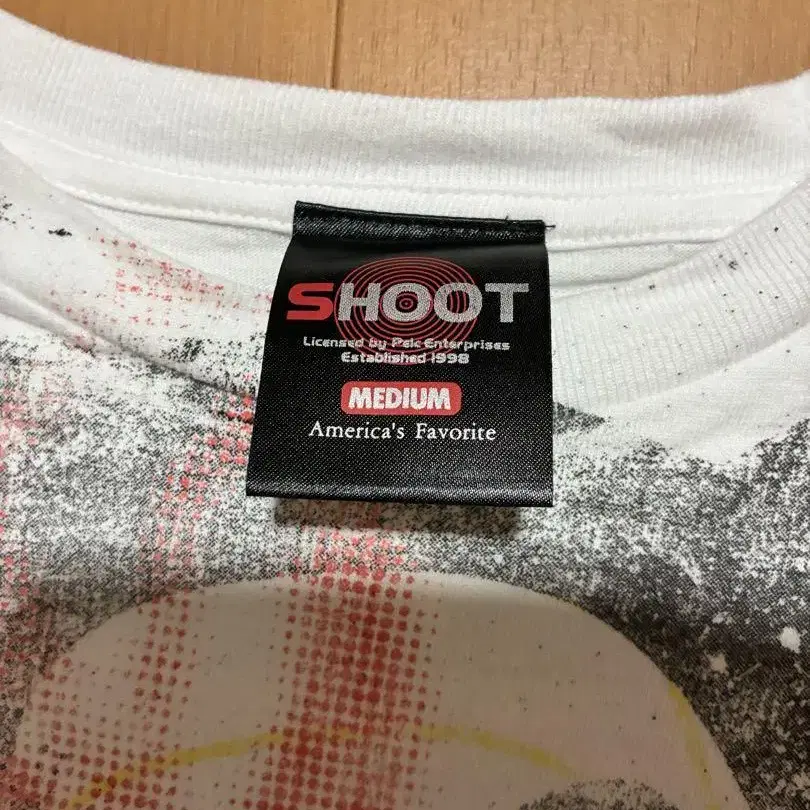 SHOOT
Licensed by Pelc Enterprises
Established 1998
MEDIUM
America's Favorite